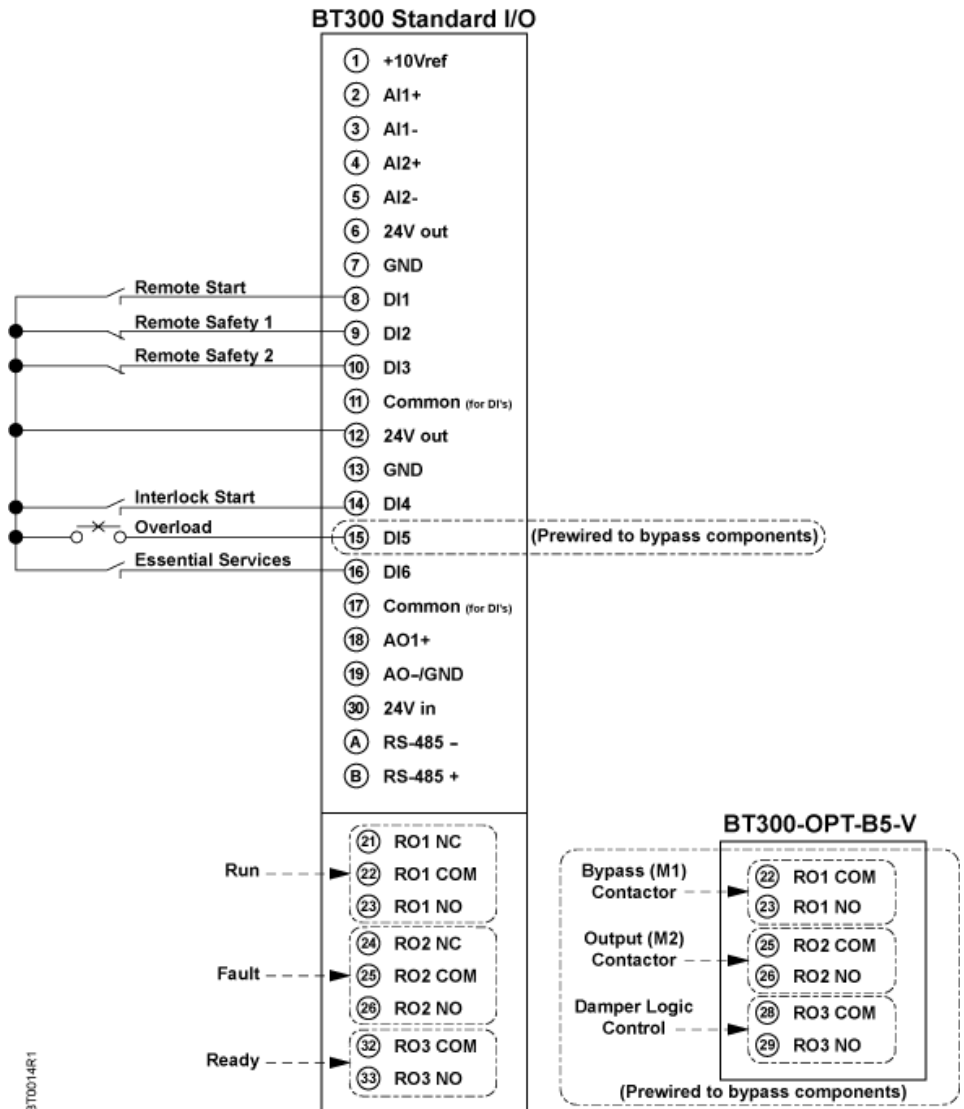 BT300 Standard I/O
1 +10Vref
2 AI1+
3 AI1-
4 AI2+
5 AI2-
6 24V out
7 GND
Remote Start 8 DI1
Remote Safety 1 9 DI2
Remote Safety 2 10 DI3
11 Common (for DI's)
12 24V out
13 GND
Interlock Start 14 DI4
Overload 15 DI5 (Prewired to bypass components)
Essential Services 16 DI6
17 Common (for DI's)
18 AO1+
19 AO-/GND
30 24V in
A RS-485 -
B RS-485 +
21 RO1 NC
Run 22 RO1 COM
23 RO1 NO
24 RO2 NC
Fault 25 RO2 COM
26 RO2 NO
Ready 32 RO3 COM
33 RO3 NO
BT300-OPT-B5-V
Bypass (M1)
Contactor
22 RO1 COM
23 RO1 NO
Output (M2)
Contactor
25 RO2 COM
26 RO2 NO
Damper Logic
Control
28 RO3 COM
29 RO3 NO
(Prewired to bypass components)
BT0014R1